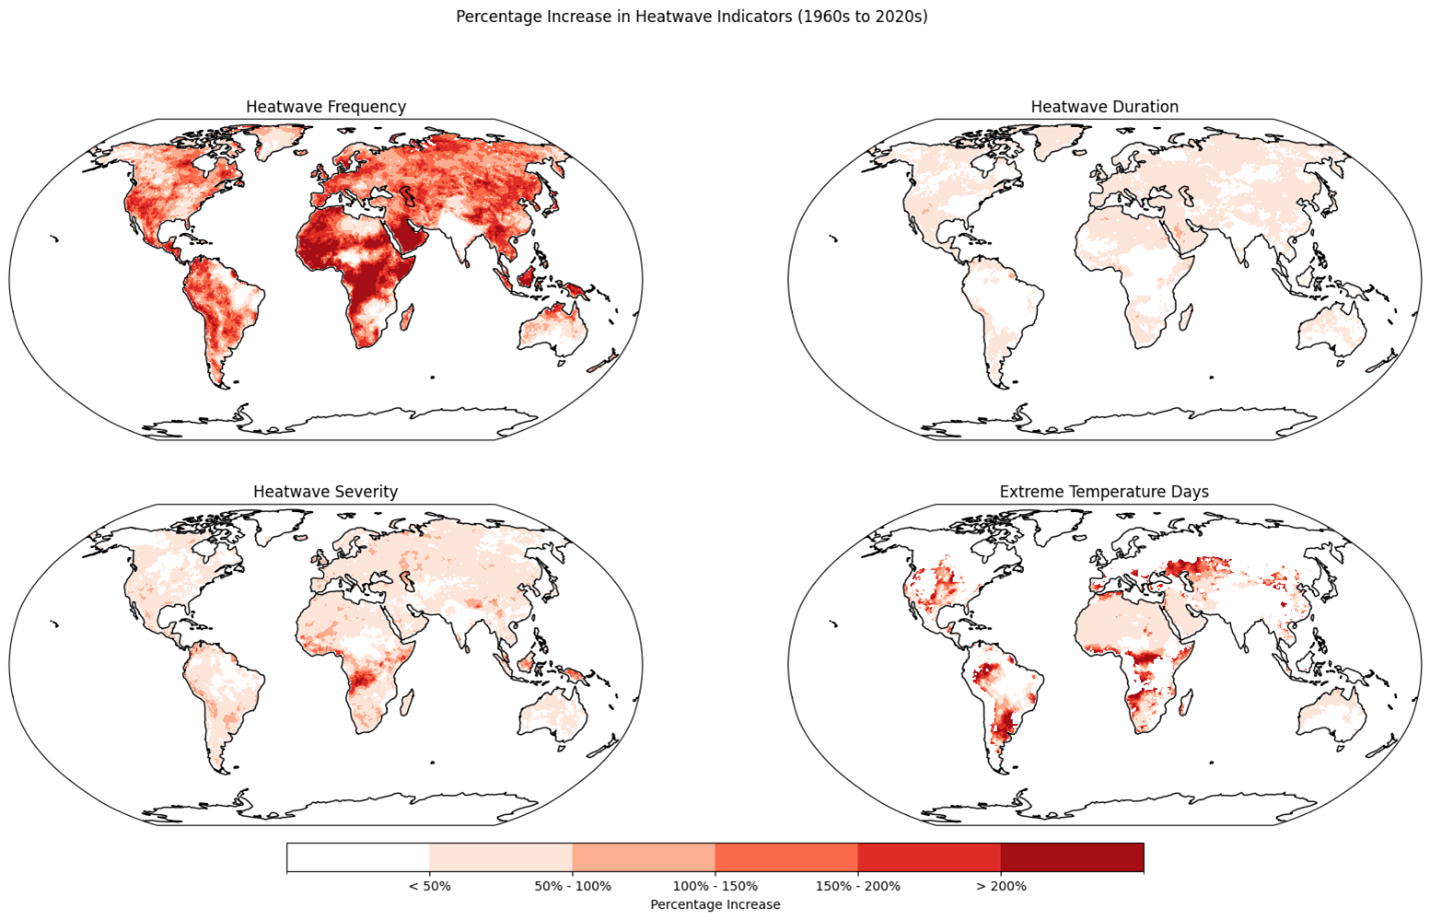 Percentage Increase in Heatwave Indicators (1960s to 2020s)
Heatwave Frequency
Heatwave Duration
Heatwave Severity
Extreme Temperature Days
< 50%
50% - 100%
100% - 150%
150% - 200%
> 200%
Percentage Increase